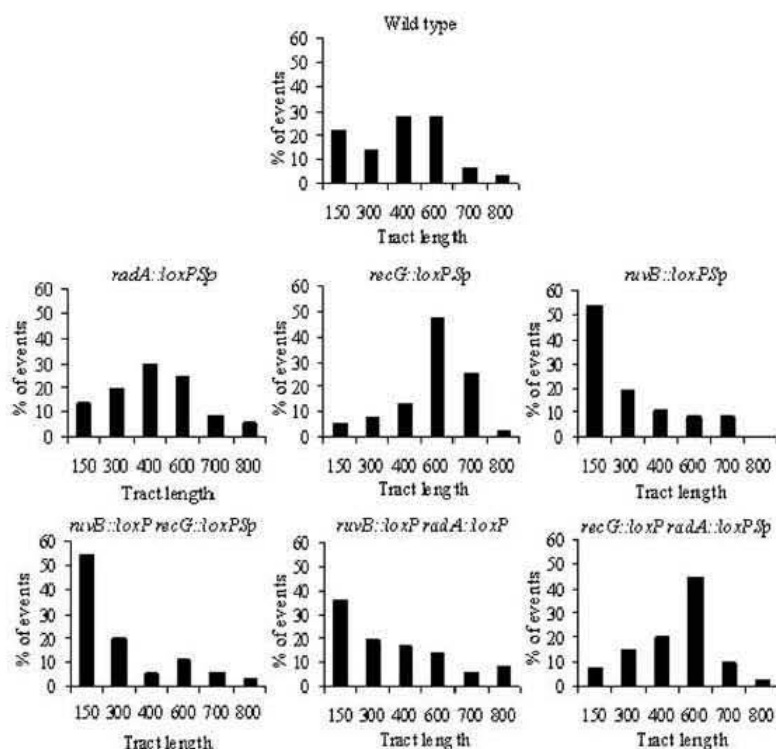 Wild type
60
50
40
30
20
10
0
% of events
150 300 400 600 700 800
Tract length
radA::loxPSp
60
50
40
30
20
10
0
% of events
150 300 400 600 700 800
Tract length
recG::loxPSp
60
50
40
30
20
10
0
% of events
150 300 400 600 700 800
Tract length
ruvB::loxPSp
60
50
40
30
20
10
0
% of events
150 300 400 600 700 800
Tract length
ruvB::loxP recG::loxPSp
60
50
40
30
20
10
0
% of events
150 300 400 600 700 800
Tract length
ruvB::loxP radA::loxP
60
50
40
30
20
10
0
% of events
150 300 400 600 700 800
Tract length
recG::loxP radA::loxPSp
60
50
40
30
20
10
0
% of events
150 300 400 600 700 800
Tract length